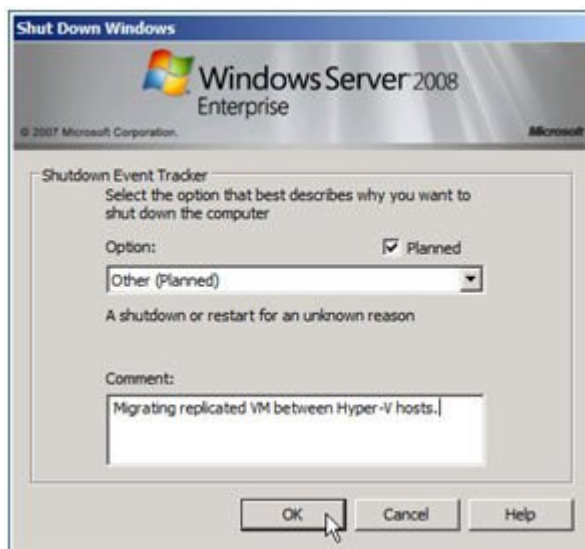 Shut Down Windows
Windows Server 2008
Enterprise
© 2007 Microsoft Corporation.
Microsoft
Shutdown Event Tracker
Select the option that best describes why you want to
shut down the computer
Option:
Planned
Other (Planned)
A shutdown or restart for an unknown reason
Comment:
Migrating replicated VM between Hyper-V hosts.
OK
Cancel
Help